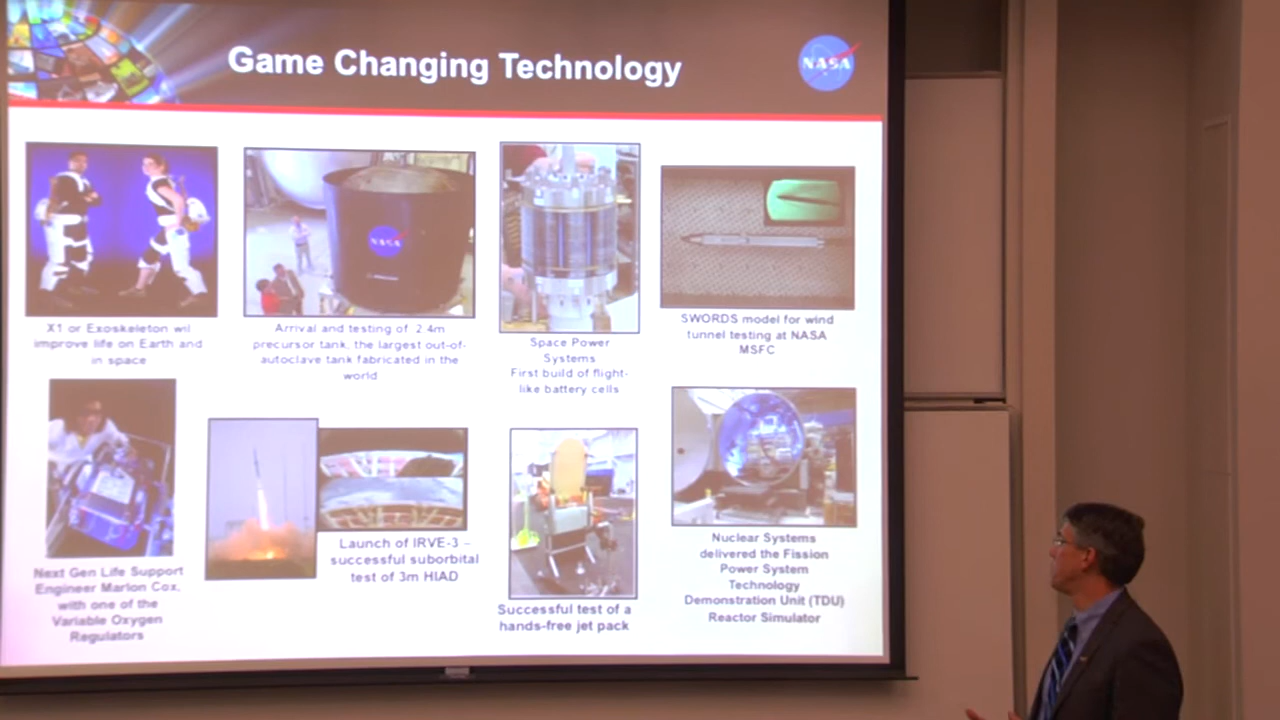 Game Changing Technology
NASA
NASA
X1 or Exoskeleton wil
improve life on Earth and
in space
Arrival and testing of 2.4m
precursor tank, the largest out-of-
autoclave tank fabricated in the
world
Space Power
Systems
First build of flight-
like battery cells
SWORDS model for wind
tunnel testing at NASA
MSFC
Next Gen Life Support
Engineer Marlon Cox,
with one of the
Variable Oxygen
Regulators
Launch of IRVE-3 –
successful suborbital
test of 3m HIAD
Successful test of a
hands-free jet pack
Nuclear Systems
delivered the Fission
Power System
Technology
Demonstration Unit (TDU)
Reactor Simulator